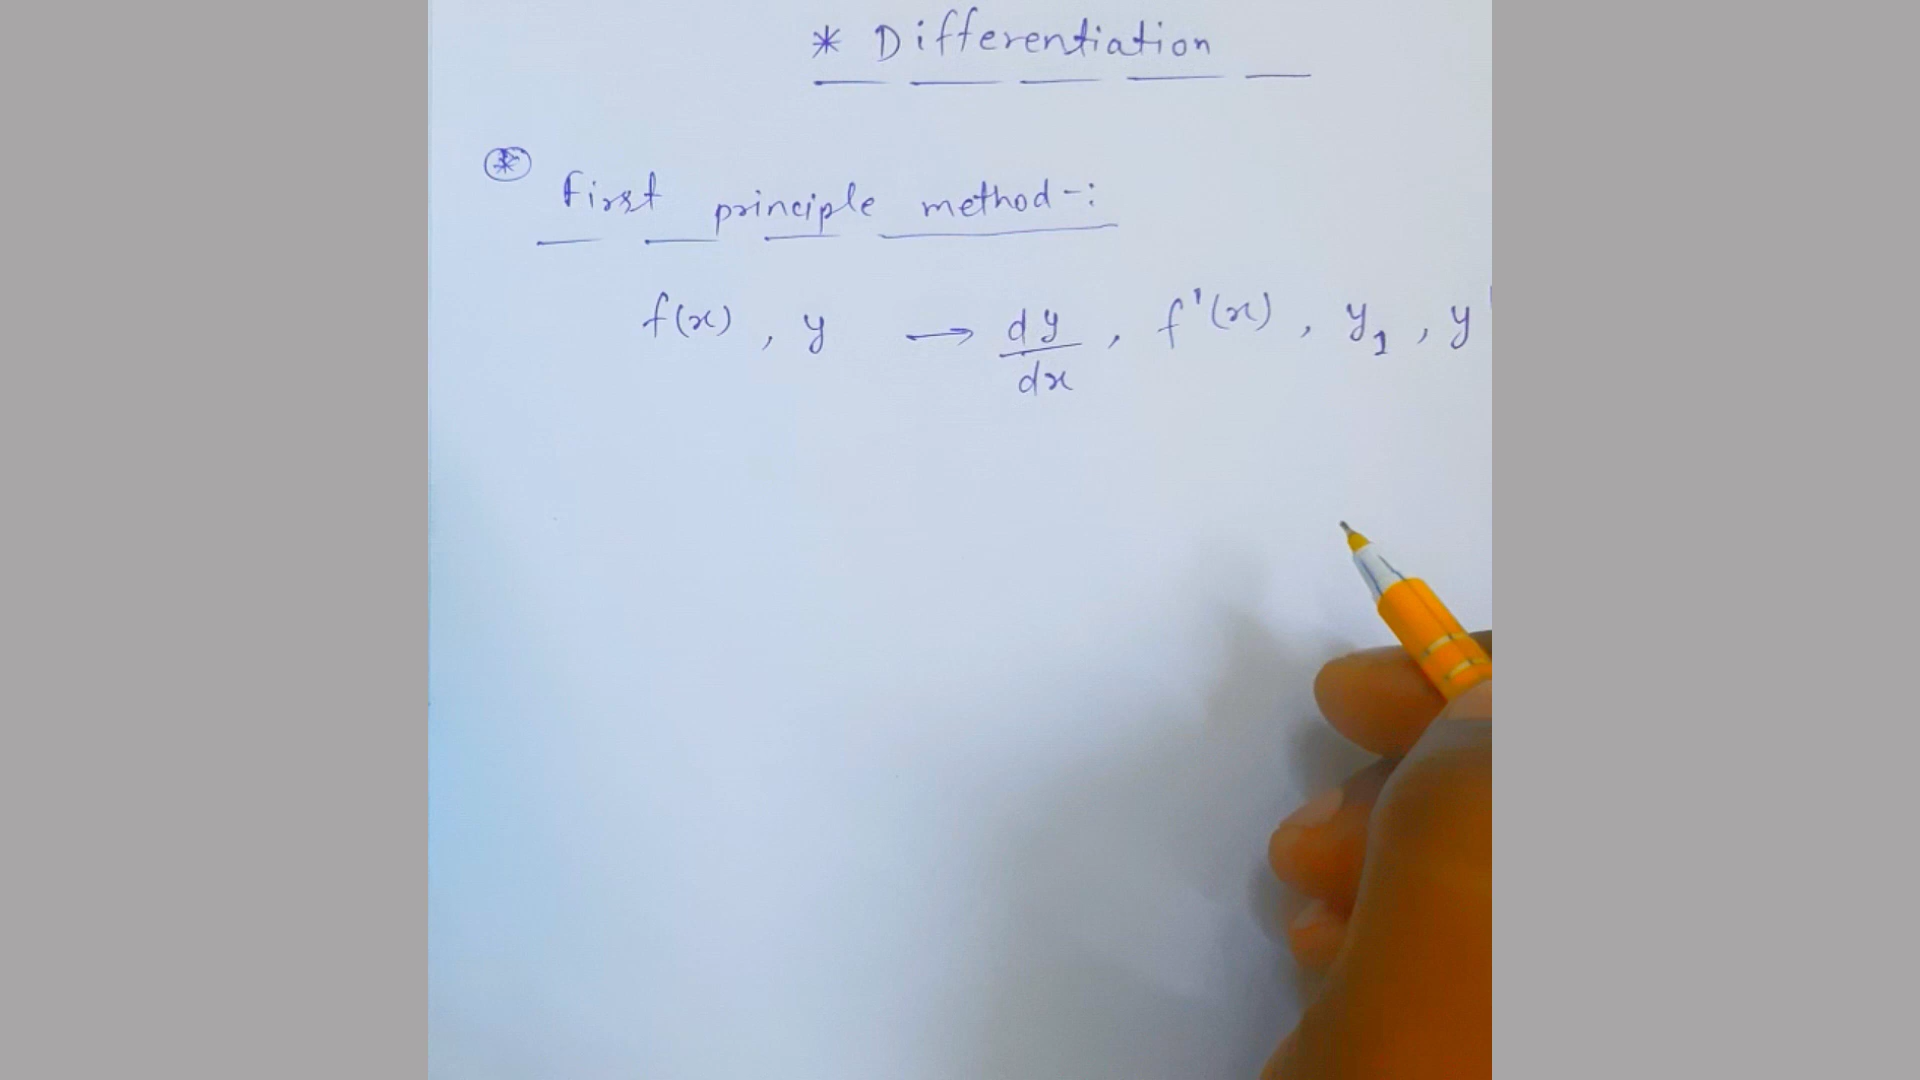 * Differentiation
* First principle method-:
f(x) , y → dy/dx , f'(x) , y₁ , y'